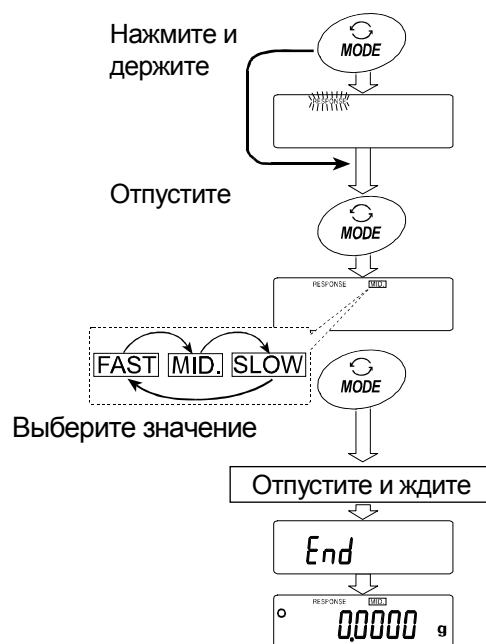 Нажмите и
держите
MODE
RESPONSE
Отпустите
MODE
RESPONSE MID.
FAST MID. SLOW
MODE
Выберите значение
Отпустите и ждите
End
RESPONSE MID.
0.0000 g